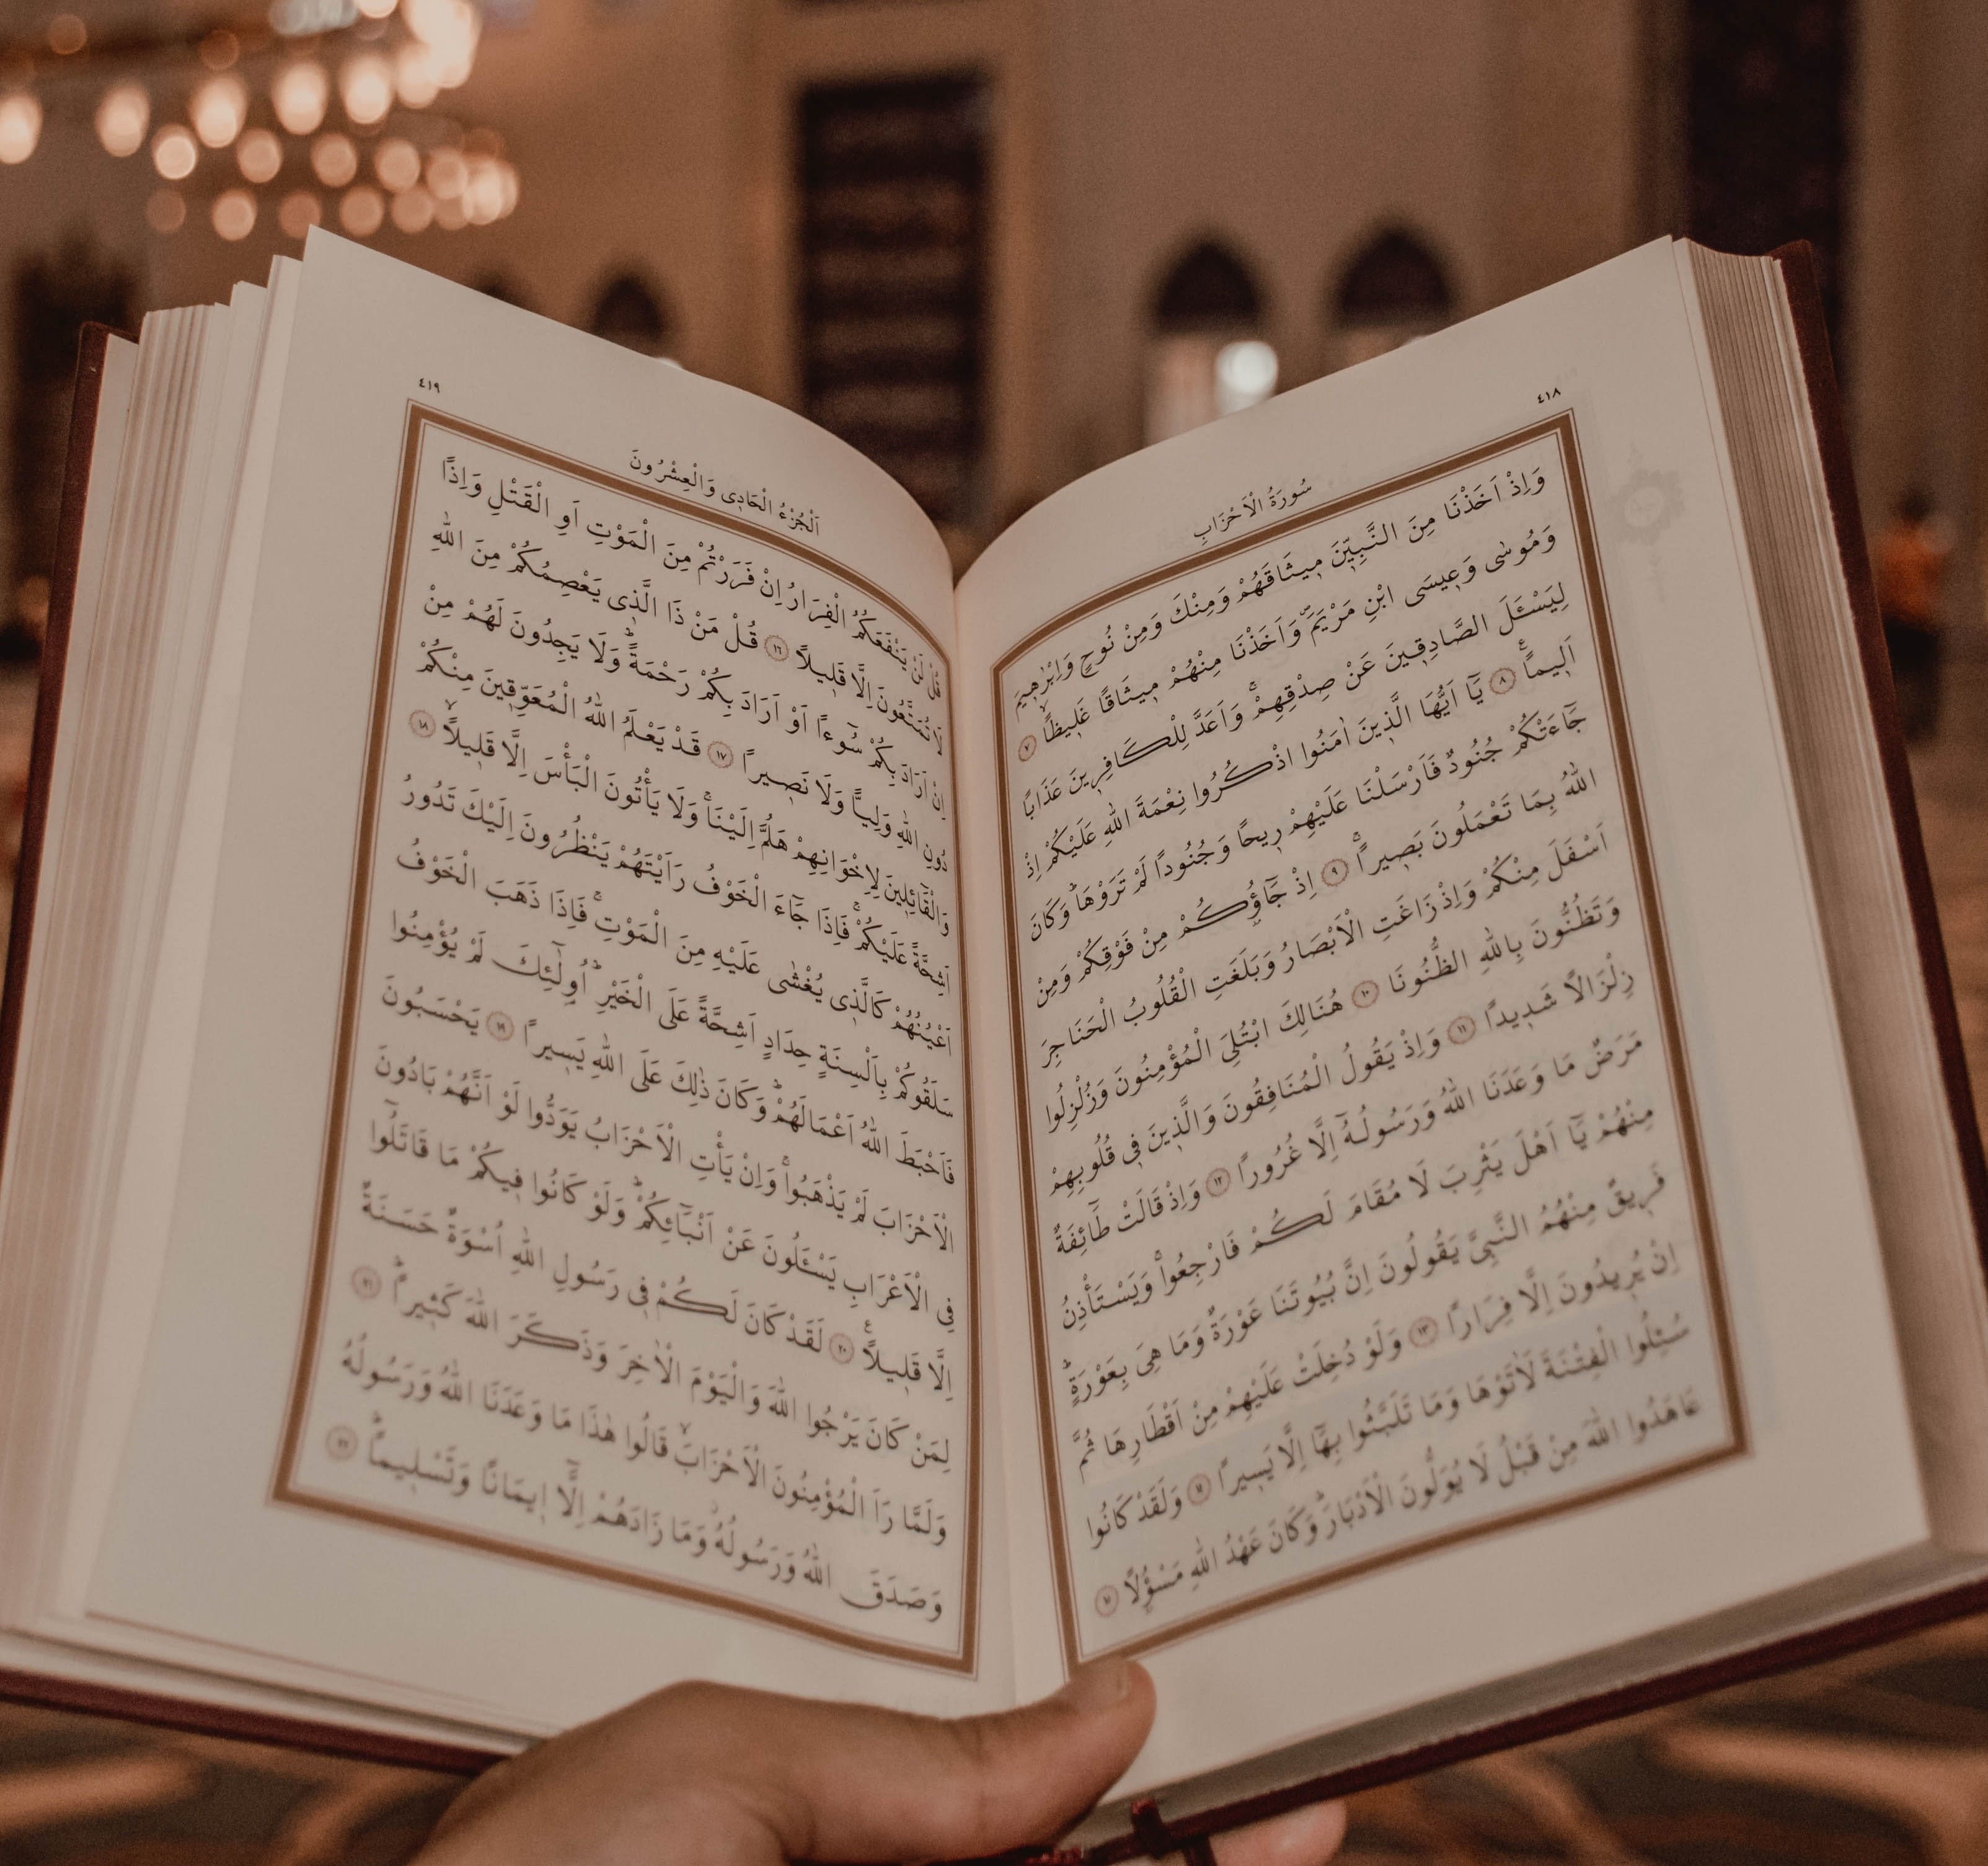 ٤١٨
سُورَةُ الْاَحْزَابِ
وَاِذْ اَخَذْنَا مِنَ النَّبِيّٖنَ مٖيثَاقَهُمْ وَمِنْكَ وَمِنْ نُوحٍ وَاِبْرٰهٖيمَ
وَمُوسٰى وَعٖيسَى ابْنِ مَرْيَمَۖ وَاَخَذْنَا مِنْهُمْ مٖيثَاقًا غَلٖيظًاۙ ٧
لِيَسْـَٔلَ الصَّادِقٖينَ عَنْ صِدْقِهِمْۚ وَاَعَدَّ لِلْكَافِرٖينَ عَذَابًا
اَلٖيمًاࣖ ٨ يَٓا اَيُّهَا الَّذٖينَ اٰمَنُوا اذْكُرُوا نِعْمَةَ اللّٰهِ عَلَيْكُمْ اِذْ
جَٓاءَتْكُمْ جُنُودٌ فَاَرْسَلْنَا عَلَيْهِمْ رٖيحًا وَجُنُودًا لَمْ تَرَوْهَاؕ وَكَانَ
اللّٰهُ بِمَا تَعْمَلُونَ بَصٖيرًاۚ ٩ اِذْ جَٓاؤُ۫كُمْ مِنْ فَوْقِكُمْ وَمِنْ
اَسْفَلَ مِنْكُمْ وَاِذْ زَاغَتِ الْاَبْصَارُ وَبَلَغَتِ الْقُلُوبُ الْحَنَاجِرَ
وَتَظُنُّونَ بِاللّٰهِ الظُّنُونَا ١٠ هُنَالِكَ ابْتُلِيَ الْمُؤْمِنُونَ وَزُلْزِلُوا
زِلْزَالًا شَدٖيدًا ١١ وَاِذْ يَقُولُ الْمُنَافِقُونَ وَالَّذٖينَ فٖي قُلُوبِهِمْ
مَرَضٌ مَا وَعَدَنَا اللّٰهُ وَرَسُولُهُٓ اِلَّا غُرُورًا ١٢ وَاِذْ قَالَتْ طَٓائِفَةٌ
مِنْهُمْ يَٓا اَهْلَ يَثْرِبَ لَا مُقَامَ لَكُمْ فَارْجِعُواۚ وَيَسْتَأْذِنُ
فَرٖيقٌ مِنْهُمُ النَّبِيَّ يَقُولُونَ اِنَّ بُيُوتَنَا عَوْرَةٌ وَمَا هِيَ بِعَوْرَةٍؕ
اِنْ يُرٖيدُونَ اِلَّا فِرَارًا ١٣ وَلَوْ دُخِلَتْ عَلَيْهِمْ مِنْ اَقْطَارِهَا ثُمَّ
سُئِلُوا الْفِتْنَةَ لَاٰتَوْهَا وَمَا تَلَبَّثُوا بِهَٓا اِلَّا يَسٖيرًا ١٤ وَلَقَدْ كَانُوا
عَاهَدُوا اللّٰهَ مِنْ قَبْلُ لَا يُوَلُّونَ الْاَدْبَارَؕ وَكَانَ عَهْدُ اللّٰهِ مَسْؤُ۫لًا ١٥
٤١٩
اَلْجُزْءُ الْحَادٖي وَالْعِشْرُونَ
قُلْ لَنْ يَنْفَعَكُمُ الْفِرَارُ اِنْ فَرَرْتُمْ مِنَ الْمَوْتِ اَوِ الْقَتْلِ وَاِذًا
لَا تُمَتَّعُونَ اِلَّا قَلٖيلًا ١٦ قُلْ مَنْ ذَا الَّذٖي يَعْصِمُكُمْ مِنَ اللّٰهِ
اِنْ اَرَادَ بِكُمْ سُٓوءًا اَوْ اَرَادَ بِكُمْ رَحْمَةًؕ وَلَا يَجِدُونَ لَهُمْ مِنْ
دُونِ اللّٰهِ وَلِيًّا وَلَا نَصٖيرًا ١٧ قَدْ يَعْلَمُ اللّٰهُ الْمُعَوِّقٖينَ مِنْكُمْ
وَالْقَٓائِلٖينَ لِاِخْوَانِهِمْ هَلُمَّ اِلَيْنَاۚ وَلَا يَأْتُونَ الْبَأْسَ اِلَّا قَلٖيلًاۙ ١٨
اَشِحَّةً عَلَيْكُمْۚ فَاِذَا جَٓاءَ الْخَوْفُ رَاَيْتَهُمْ يَنْظُرُونَ اِلَيْكَ تَدُورُ
اَعْيُنُهُمْ كَالَّذٖي يُغْشٰى عَلَيْهِ مِنَ الْمَوْتِۚ فَاِذَا ذَهَبَ الْخَوْفُ
سَلَقُوكُمْ بِاَلْسِنَةٍ حِدَادٍ اَشِحَّةً عَلَى الْخَيْرِؕ اُو۬لٰٓئِكَ لَمْ يُؤْمِنُوا
فَاَحْبَطَ اللّٰهُ اَعْمَالَهُمْؕ وَكَانَ ذٰلِكَ عَلَى اللّٰهِ يَسٖيرًا ١٩ يَحْسَبُونَ
الْاَحْزَابَ لَمْ يَذْهَبُواۚ وَاِنْ يَأْتِ الْاَحْزَابُ يَوَدُّوا لَوْ اَنَّهُمْ بَادُونَ
فِي الْاَعْرَابِ يَسْـَٔلُونَ عَنْ اَنْبَٓائِكُمْؕ وَلَوْ كَانُوا فٖيكُمْ مَا قَاتَلُٓوا
اِلَّا قَلٖيلًاࣖ ٢٠ لَقَدْ كَانَ لَكُمْ فٖي رَسُولِ اللّٰهِ اُسْوَةٌ حَسَنَةٌ
لِمَنْ كَانَ يَرْجُوا اللّٰهَ وَالْيَوْمَ الْاٰخِرَ وَذَكَرَ اللّٰهَ كَثٖيرًاؕ ٢١
وَلَمَّا رَاَ الْمُؤْمِنُونَ الْاَحْزَابَۙ قَالُوا هٰذَا مَا وَعَدَنَا اللّٰهُ وَرَسُولُهُ
وَصَدَقَ اللّٰهُ وَرَسُولُهُؗ وَمَا زَادَهُمْ اِلَّٓا اٖيمَانًا وَتَسْلٖيمًاؕ ٢٢